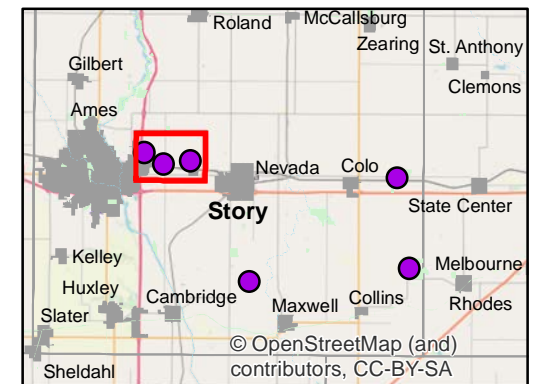 Roland
McCallsburg
Zearing
St. Anthony
Gilbert
Clemons
Ames
Nevada
Colo
State Center
Story
Kelley
Melbourne
Huxley
Cambridge
Maxwell
Collins
Rhodes
Slater
© OpenStreetMap (and)
contributors, CC-BY-SA
Sheldahl